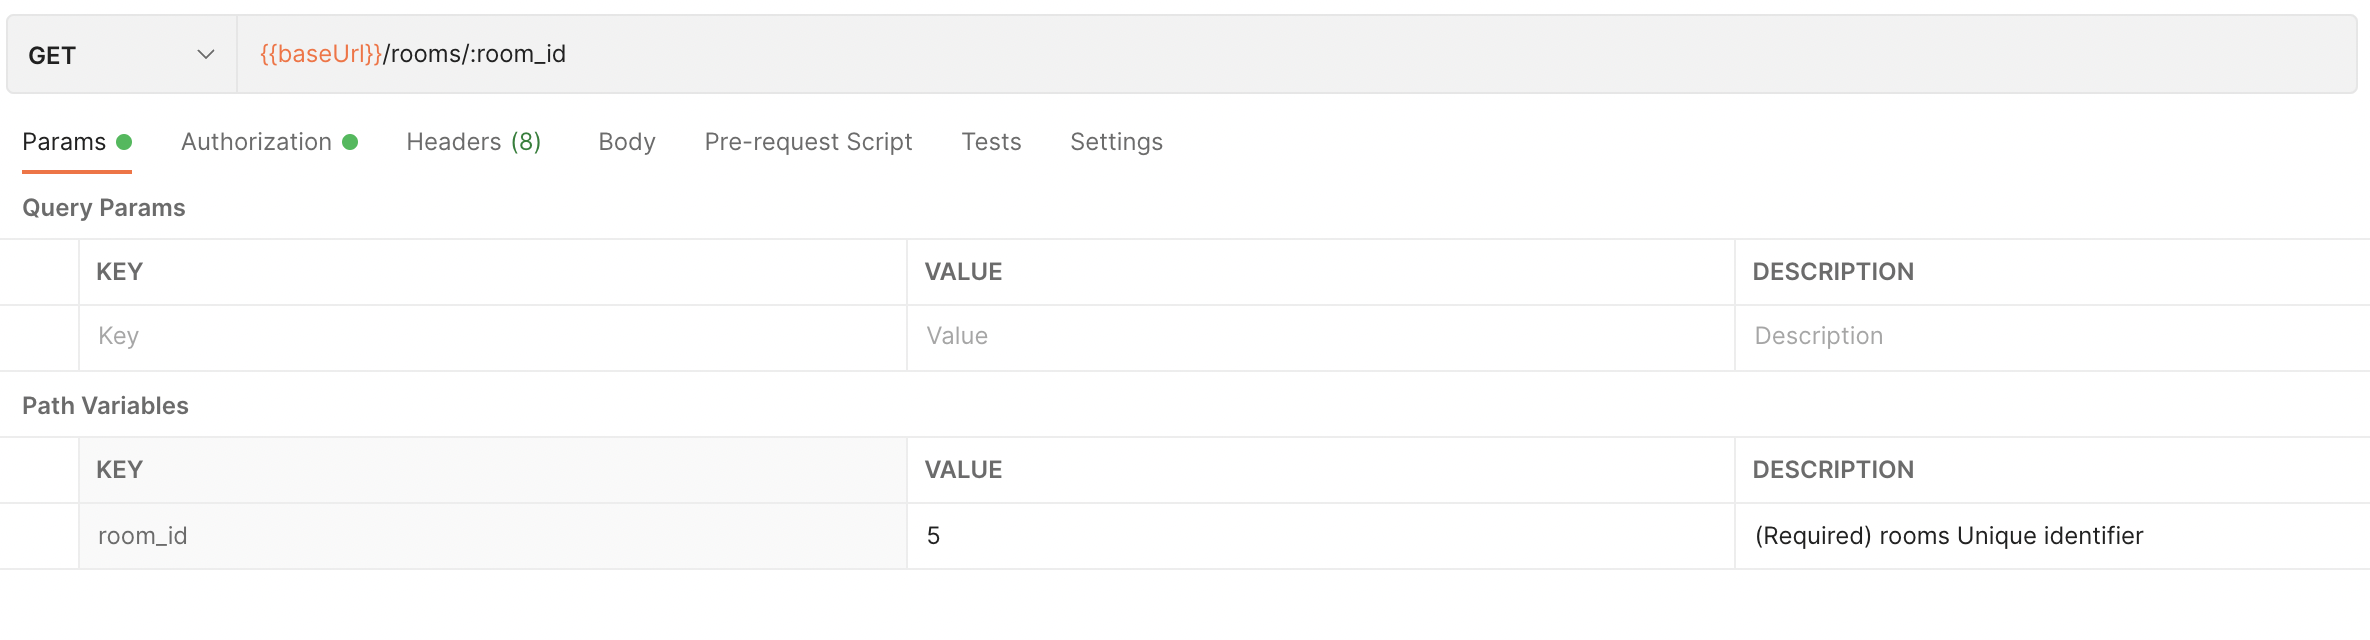 GET {{baseUrl}}/rooms/:room_id
Params Authorization Headers (8) Body Pre-request Script Tests Settings
Query Params
KEY VALUE DESCRIPTION
Key Value Description
Path Variables
KEY VALUE DESCRIPTION
room_id 5 (Required) rooms Unique identifier